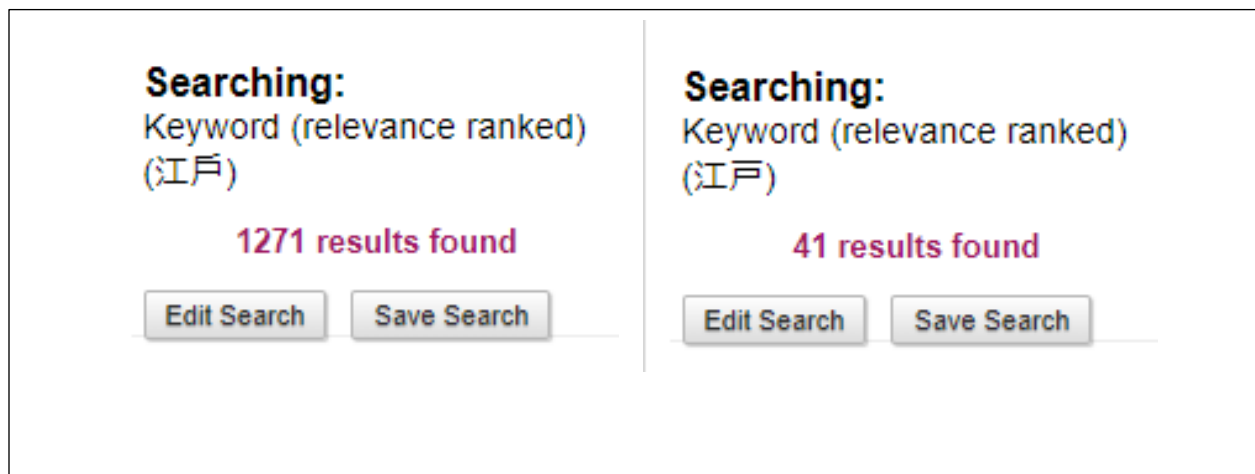 Searching:
Keyword (relevance ranked)
(江戶)
1271 results found
Edit Search Save Search
Searching:
Keyword (relevance ranked)
(江戸)
41 results found
Edit Search Save Search